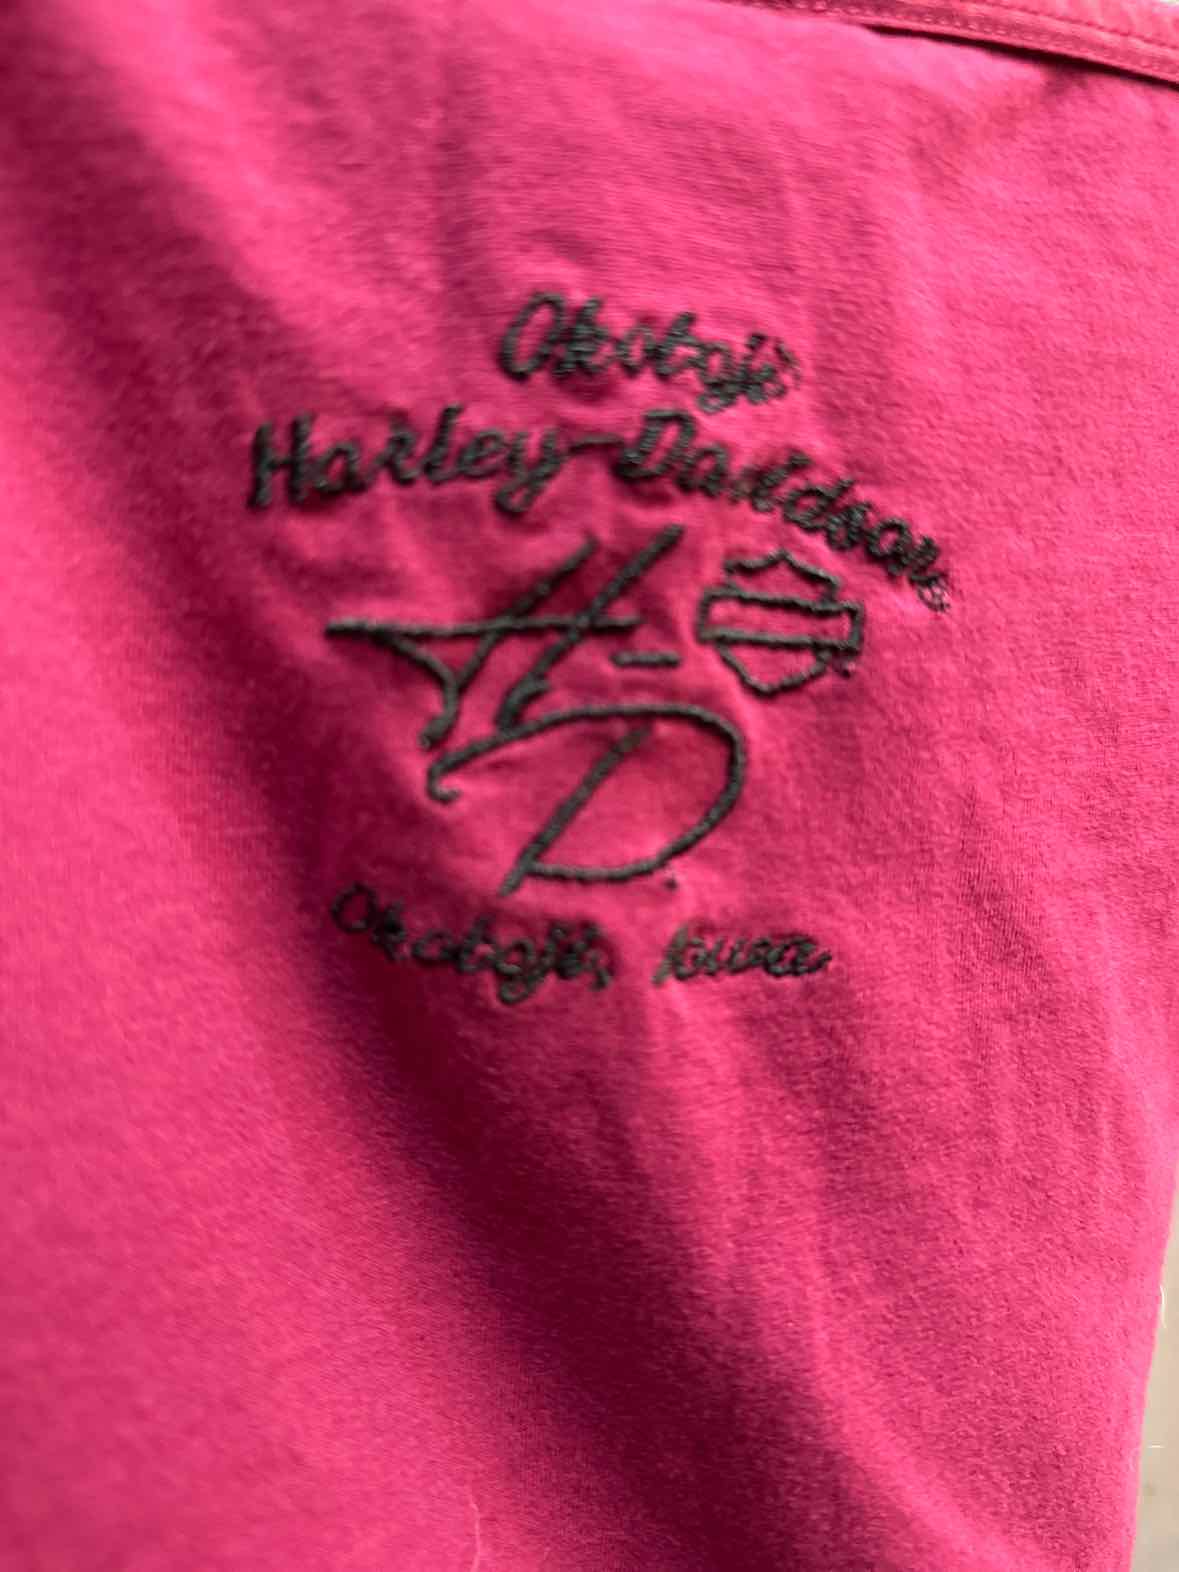 Okoboji
Harley-Davidson
H-
D
Okoboji, Iowa